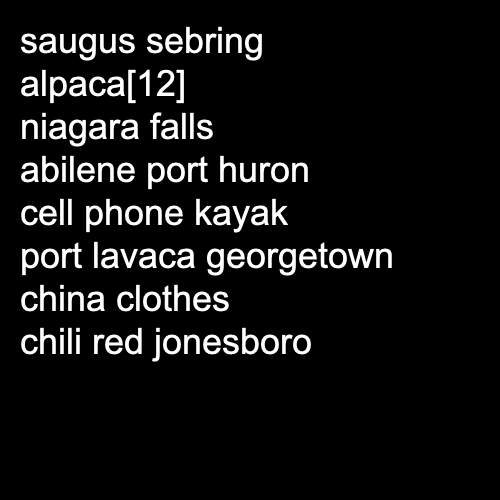 saugus sebring
alpaca[12]
niagara falls
abilene port huron
cell phone kayak
port lavaca georgetown
china clothes
chili red jonesboro